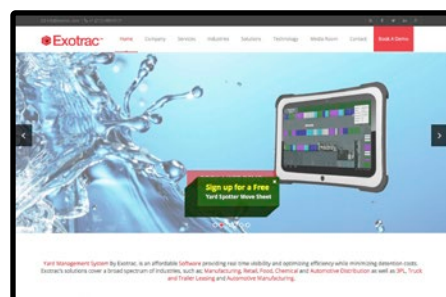 Exotrac
Home Company Services Industries Solutions Technology Media Room Contact Book A Demo
Sign up for a Free
Yard Spotter Move Sheet
Yard Management System By Exotrac, is an affordable Software providing real time visibility and optimizing efficiency while minimizing detention costs.
Exotrac's solutions cover a broad spectrum of industries, such as; Manufacturing, Retail, Food, Chemical and Automotive Distribution as well as 3PL, Truck
and Trailer Leasing and Automotive Manufacturing.